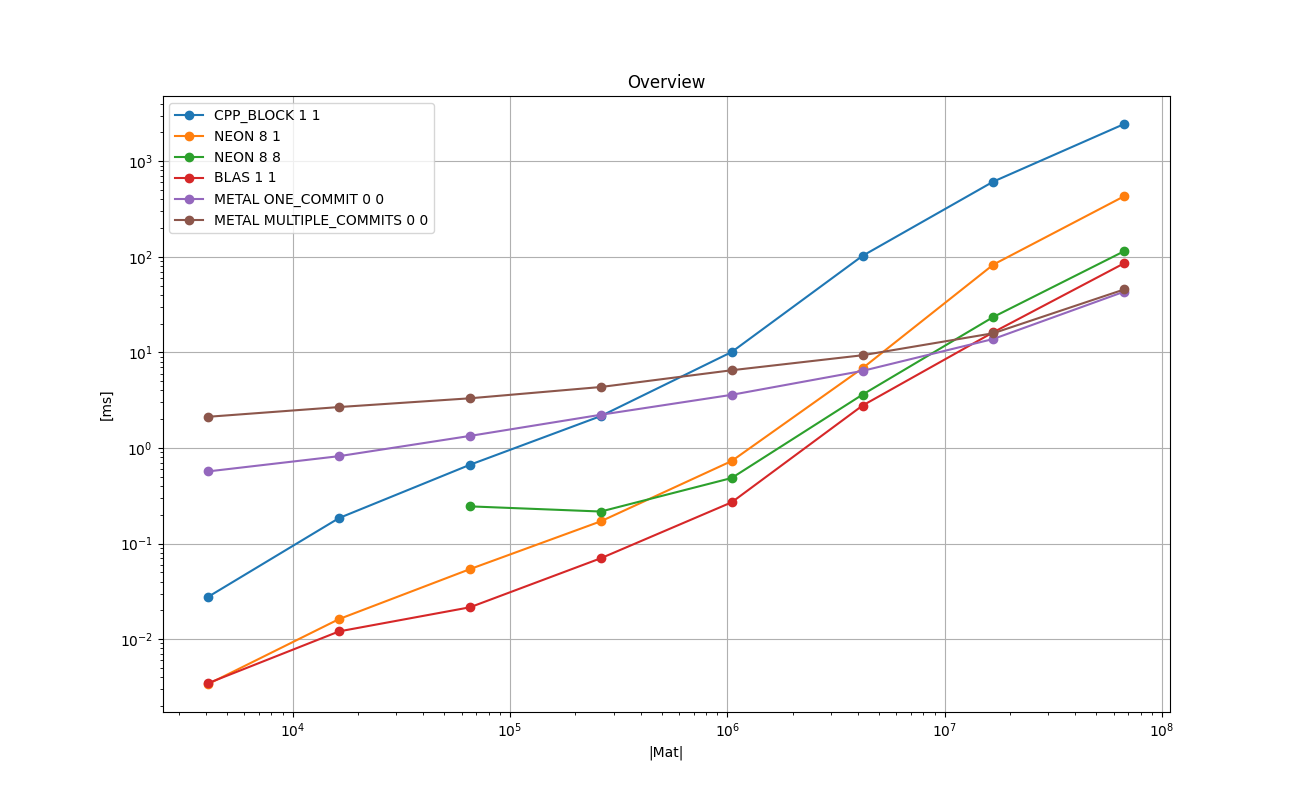 Overview
CPP_BLOCK 1 1
NEON 8 1
NEON 8 8
BLAS 1 1
METAL ONE_COMMIT 0 0
METAL MULTIPLE_COMMITS 0 0
[ms]
10³
10²
10¹
10⁰
10⁻¹
10⁻²
10⁴ 10⁵ 10⁶ 10⁷ 10⁸
|Mat|